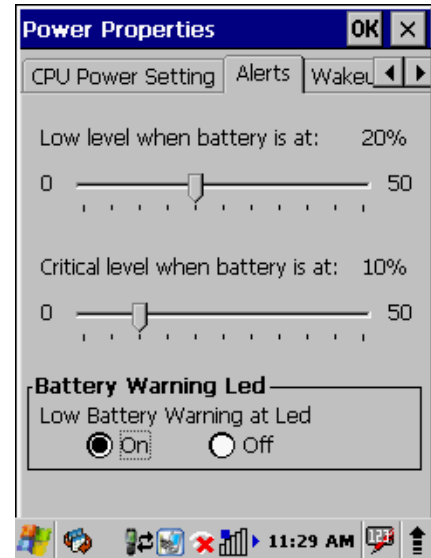 Power Properties OK ×
CPU Power Setting Alerts Wakeu
Low level when battery is at: 20%
0 50
Critical level when battery is at: 10%
0 50
Battery Warning Led
Low Battery Warning at Led
On Off
11:29 AM 123